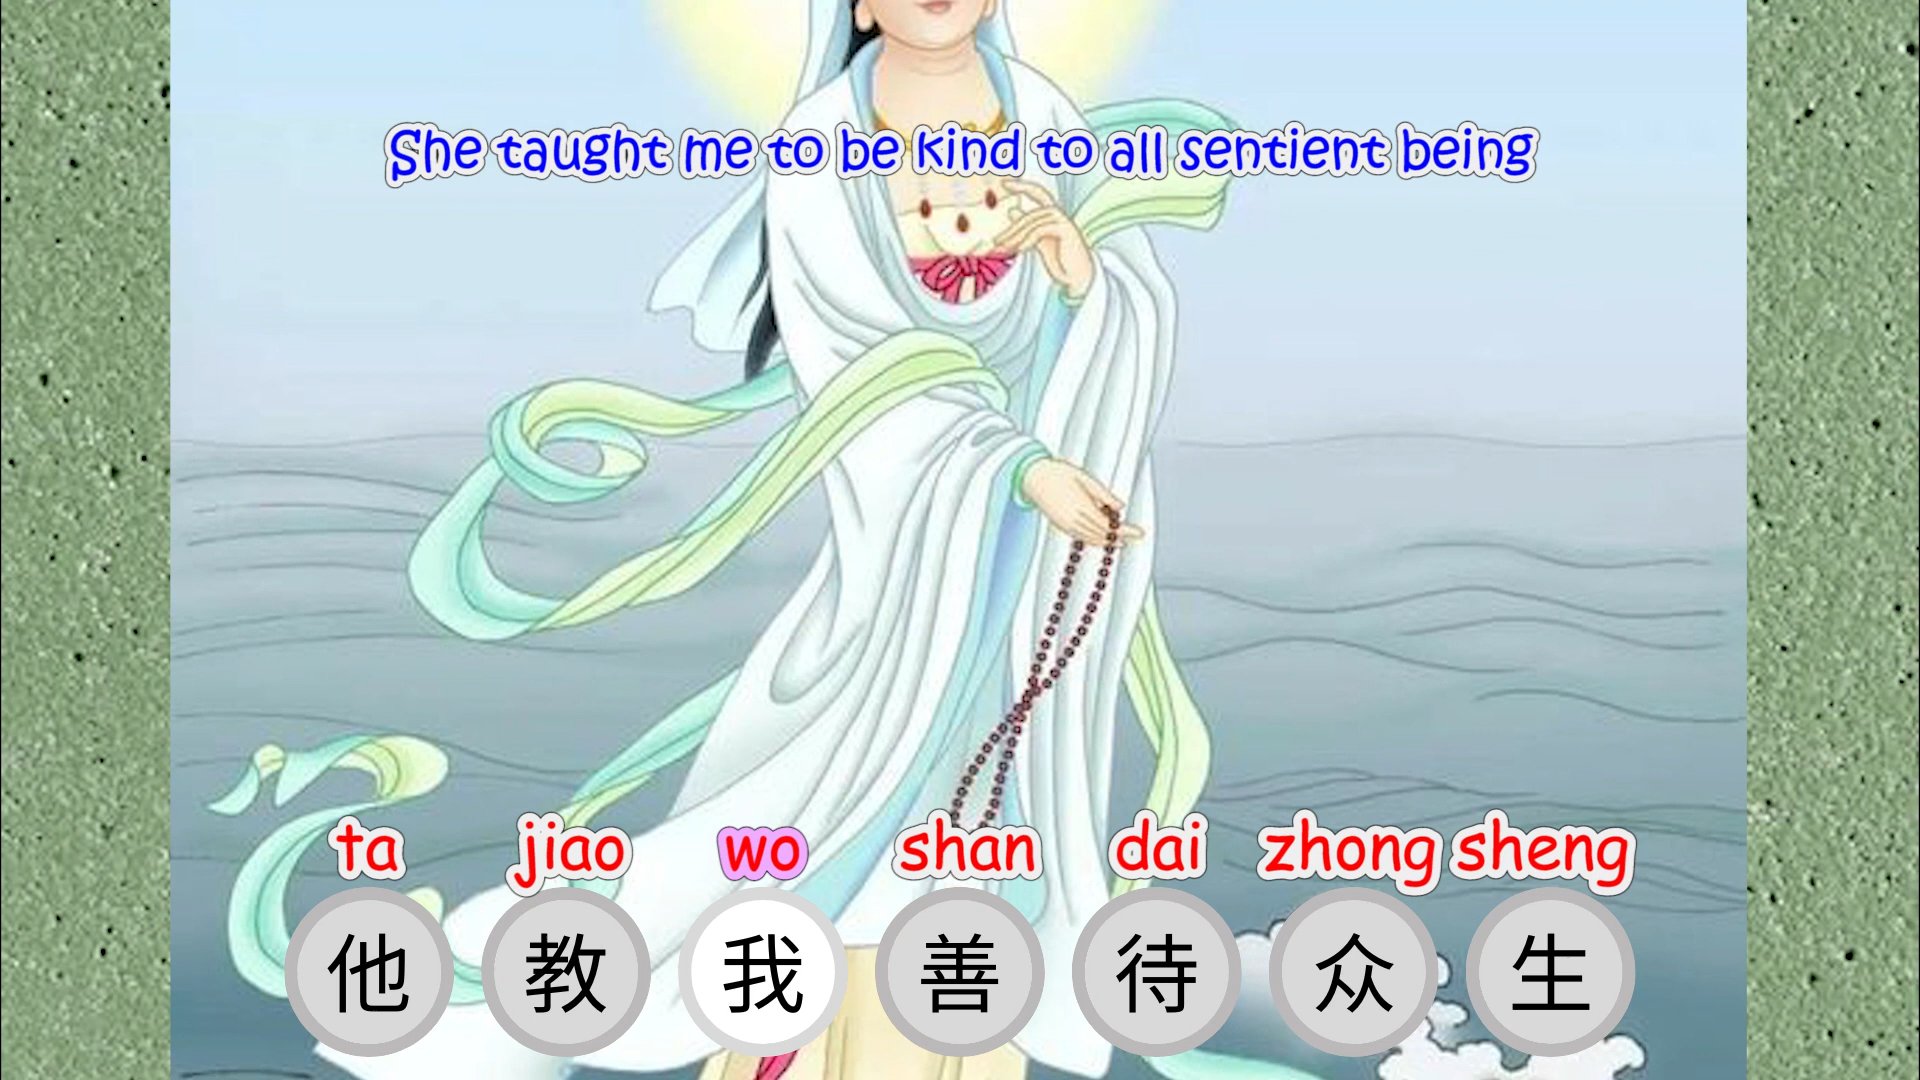 She taught me to be kind to all sentient being
ta jiao wo shan dai zhong sheng
他教我善待众生